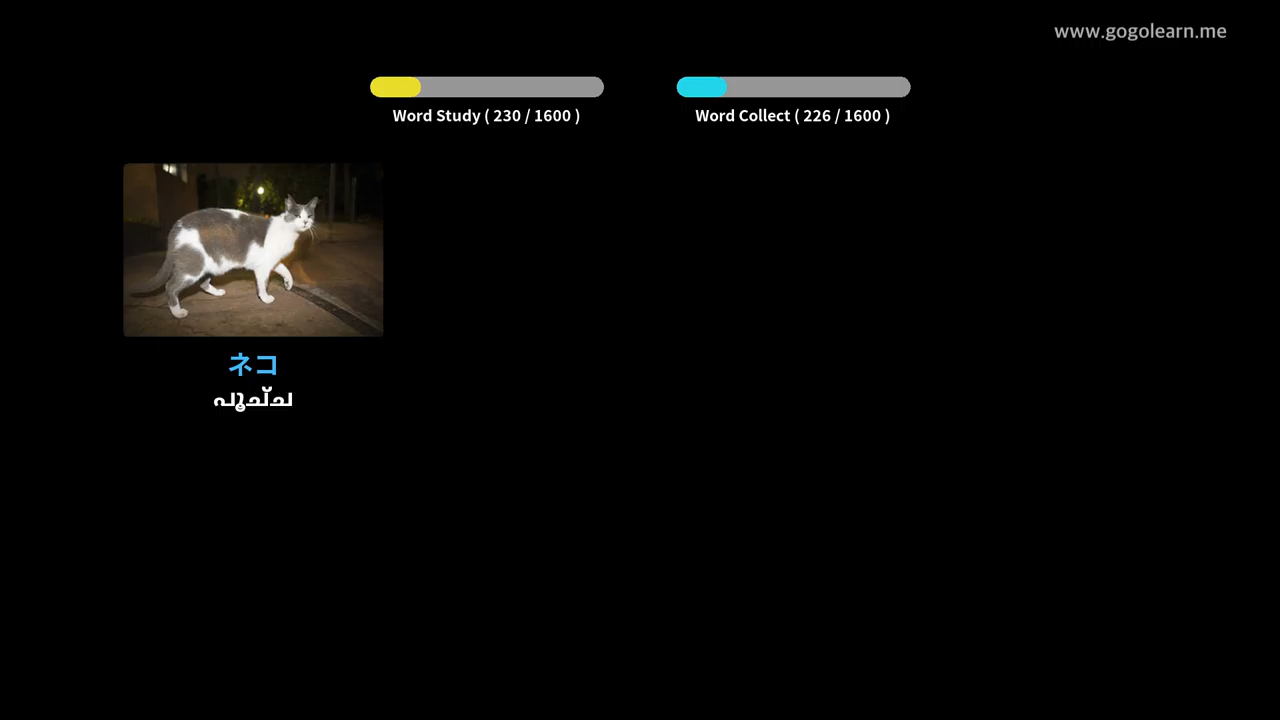 www.gogolearn.me
Word Study ( 230 / 1600 )
Word Collect ( 226 / 1600 )
ネコ
പൂച്ച